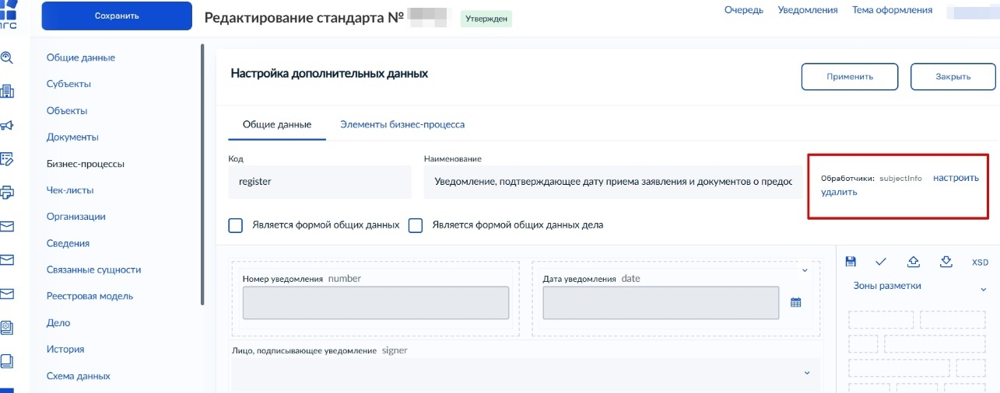 Сохранить
Редактирование стандарта №
Утвержден
Очередь Уведомления Тема оформления
Общие данные
Субъекты
Объекты
Документы
Бизнес-процессы
Чек-листы
Организации
Сведения
Связанные сущности
Реестровая модель
Дело
История
Схема данных
Настройка дополнительных данных
Применить
Закрыть
Общие данные Элементы бизнес-процесса
Код
register
Наименование
Уведомление, подтверждающее дату приема заявления и документов о предос
Обработчики: subjectInfo настроить
удалить
Является формой общих данных
Является формой общих данных дела
Номер уведомления number
Дата уведомления date
Лицо, подписывающее уведомление signer
XSD
Зоны разметки